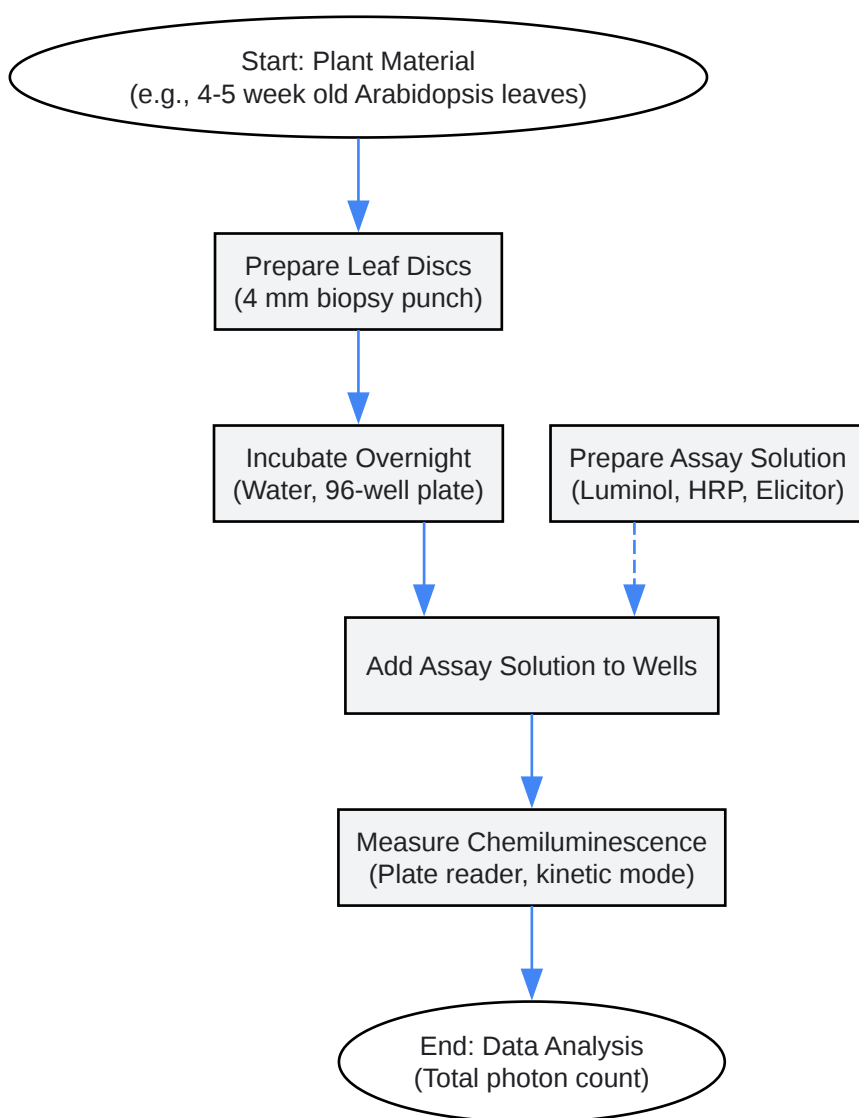 Start: Plant Material
(e.g., 4-5 week old Arabidopsis leaves)
Prepare Leaf Discs
(4 mm biopsy punch)
Incubate Overnight
(Water, 96-well plate)
Prepare Assay Solution
(Luminol, HRP, Elicitor)
Add Assay Solution to Wells
Measure Chemiluminescence
(Plate reader, kinetic mode)
End: Data Analysis
(Total photon count)